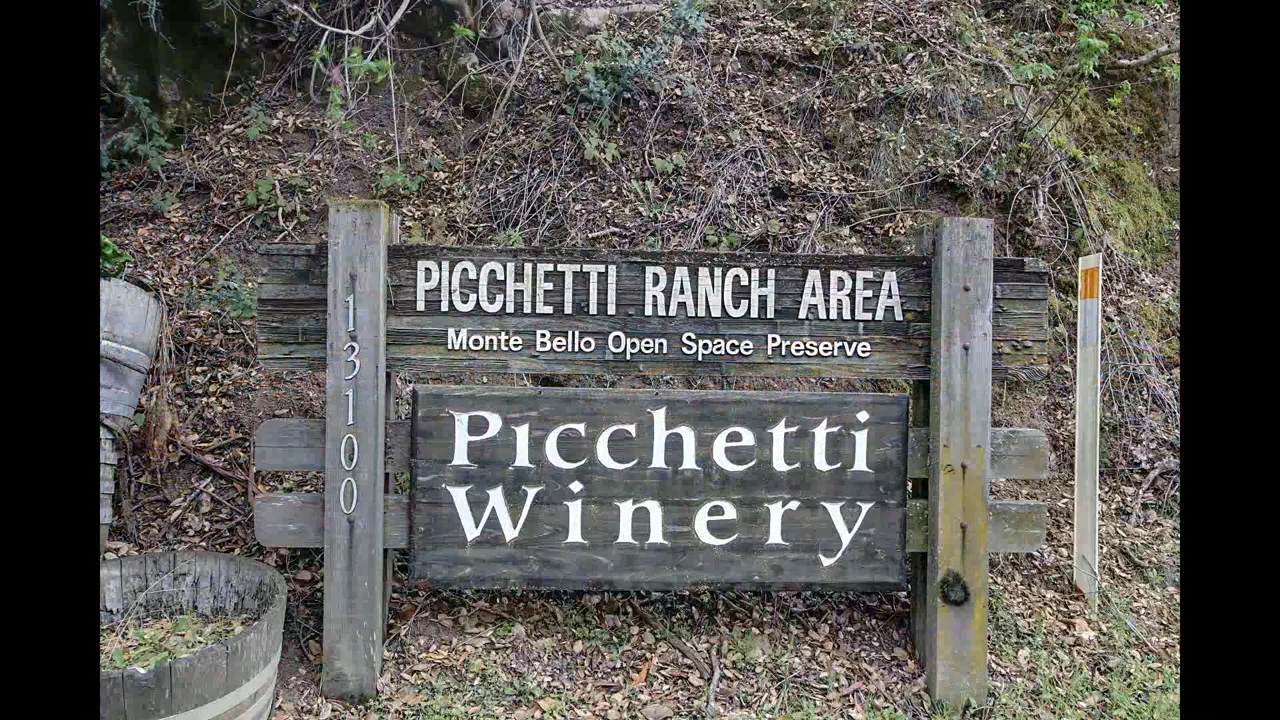 PICCHETTI RANCH AREA
Monte Bello Open Space Preserve
13100
Picchetti
Winery